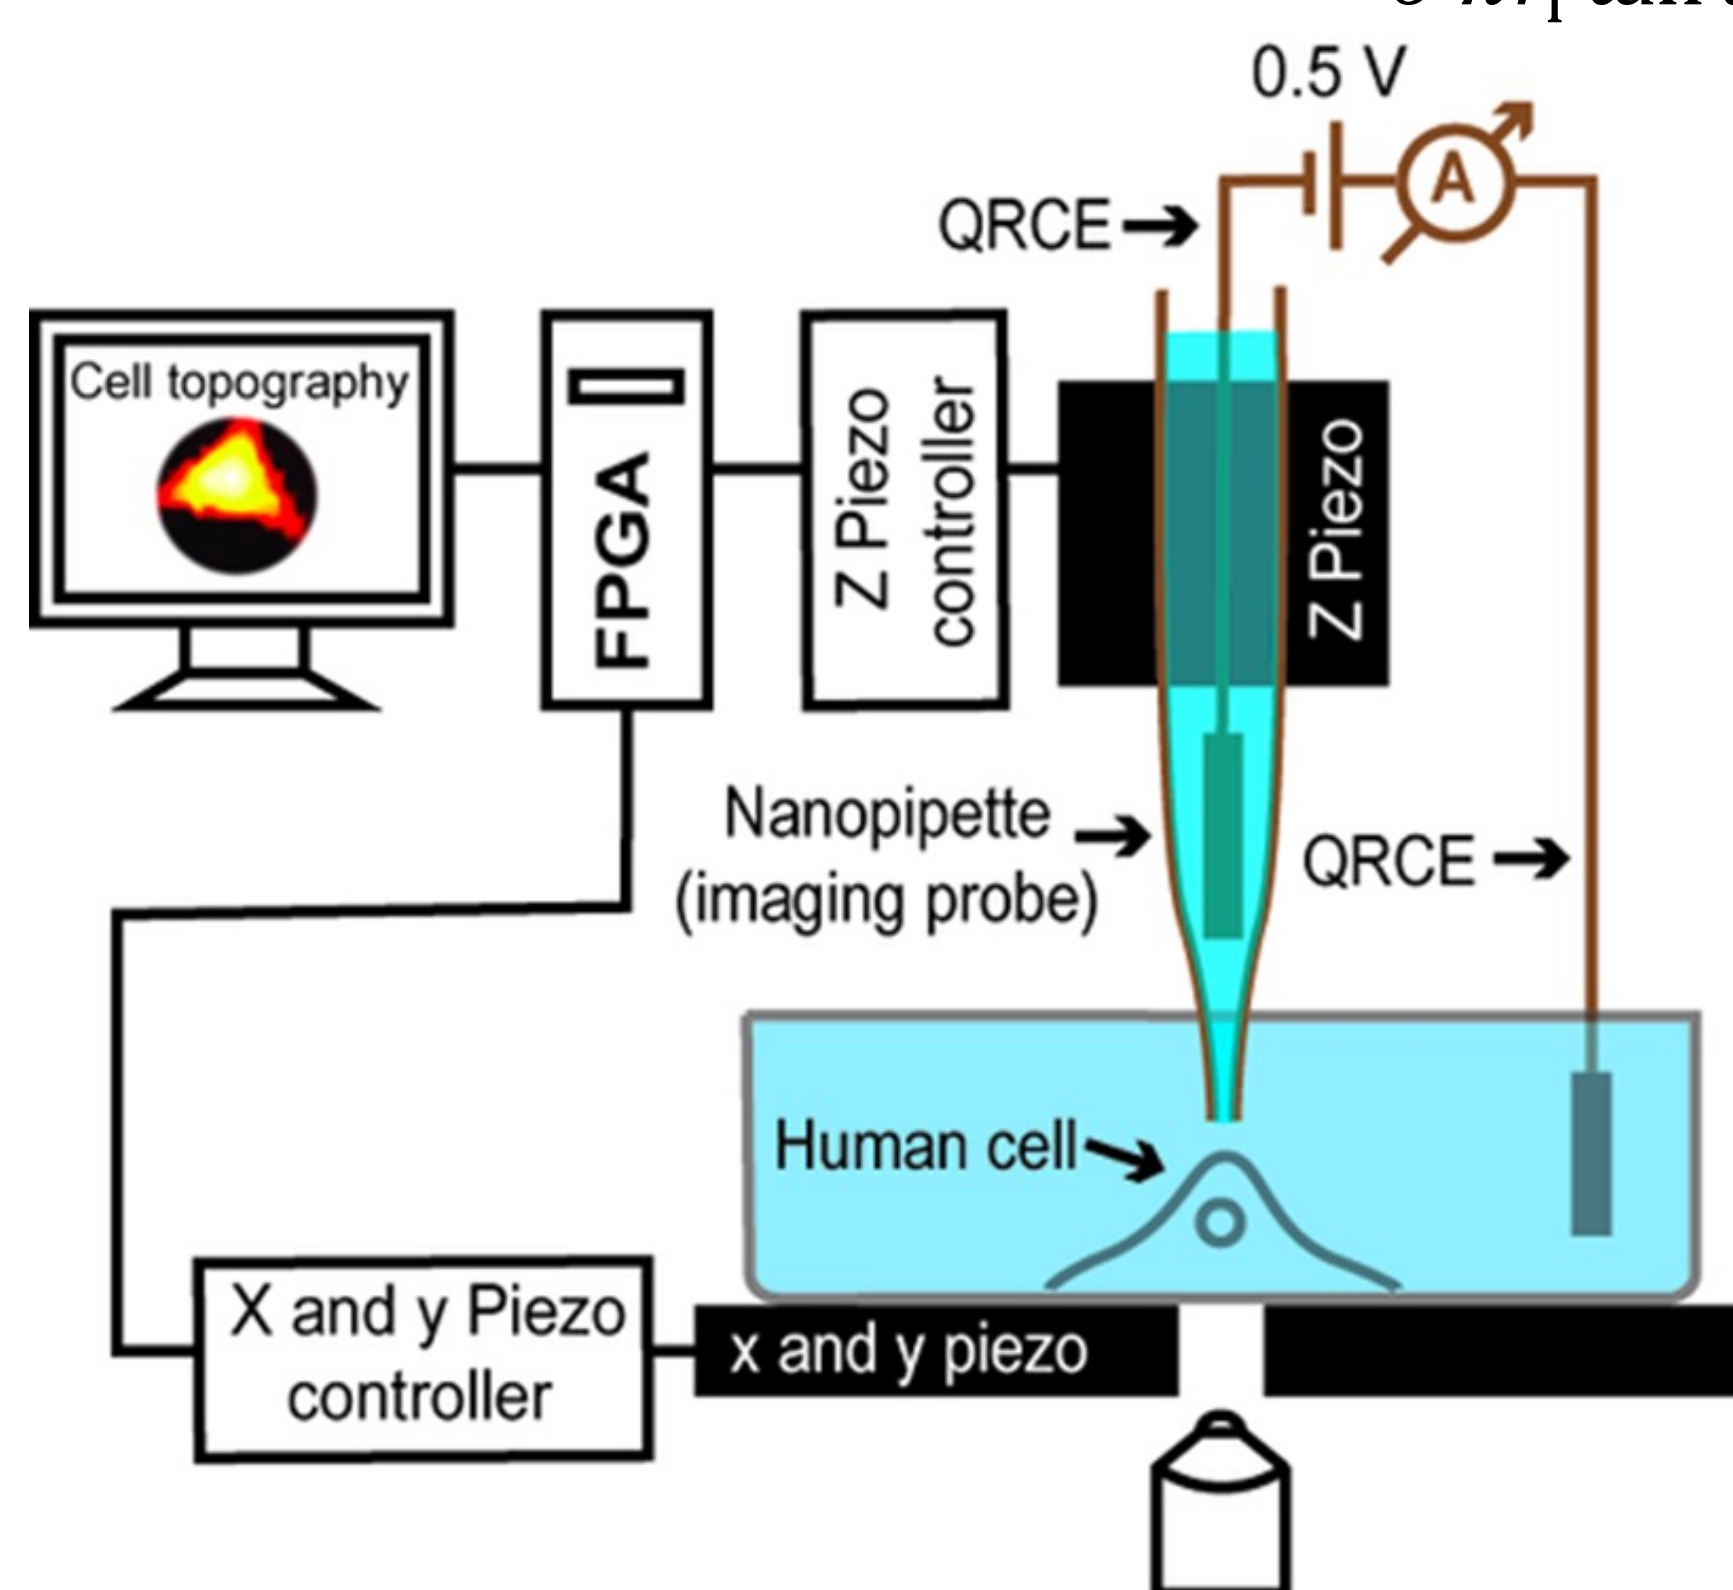 0.5 V
A
QRCE
Cell topography
FPGA
Z Piezo
controller
Z Piezo
Nanopipette
(imaging probe)
QRCE
Human cell
X and y Piezo
controller
x and y piezo